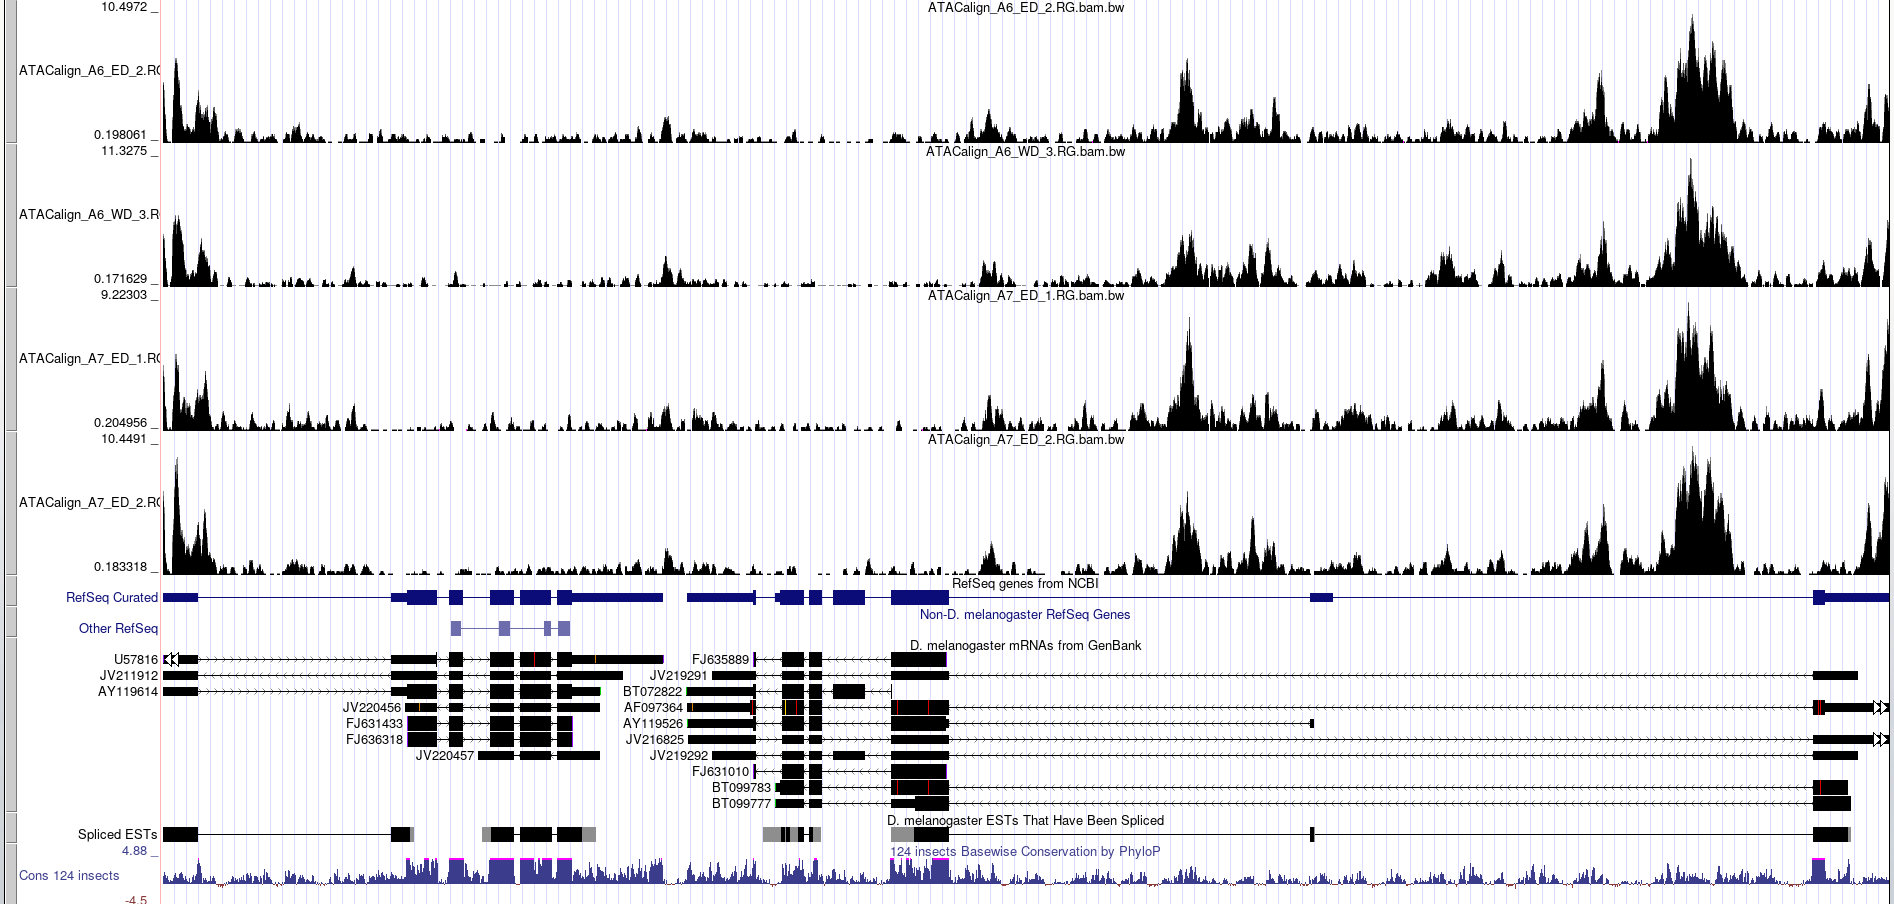 10.4972 _ ATACalign_A6_ED_2.RG.bam.bw
ATACalign_A6_ED_2.RG
0.198061 _
11.3275 _ ATACalign_A6_WD_3.RG.bam.bw
ATACalign_A6_WD_3.R
0.171629 _
9.22303 _ ATACalign_A7_ED_1.RG.bam.bw
ATACalign_A7_ED_1.RG
0.204956 _
10.4491 _ ATACalign_A7_ED_2.RG.bam.bw
ATACalign_A7_ED_2.RG
0.183318 _
RefSeq genes from NCBI
RefSeq Curated
Non-D. melanogaster RefSeq Genes
Other RefSeq
D. melanogaster mRNAs from GenBank
U57816 FJ635889
JV211912 JV219291
AY119614 BT072822
JV220456 AF097364
FJ631433 AY119526
FJ636318 JV216825
JV220457 JV219292
FJ631010
BT099783
BT099777
D. melanogaster ESTs That Have Been Spliced
Spliced ESTs
4.88 _ 124 insects Basewise Conservation by PhyloP
Cons 124 insects
-4.5 _